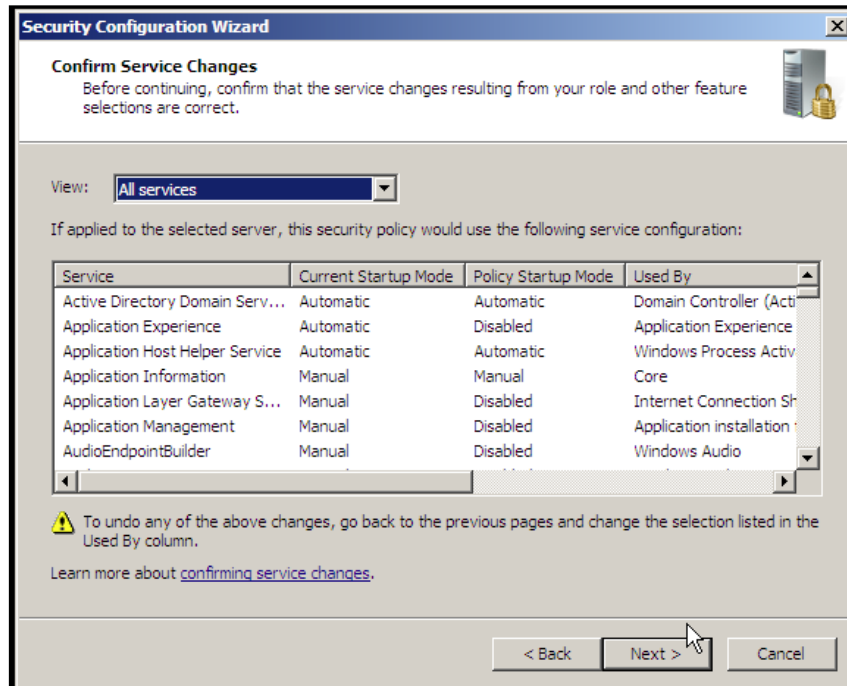 Security Configuration Wizard
Confirm Service Changes
Before continuing, confirm that the service changes resulting from your role and other feature
selections are correct.
View: All services
If applied to the selected server, this security policy would use the following service configuration:
Service Current Startup Mode Policy Startup Mode Used By
Active Directory Domain Serv... Automatic Automatic Domain Controller (Acti
Application Experience Automatic Disabled Application Experience
Application Host Helper Service Automatic Automatic Windows Process Activ
Application Information Manual Manual Core
Application Layer Gateway S... Manual Disabled Internet Connection Sh
Application Management Manual Disabled Application installation
AudioEndpointBuilder Manual Disabled Windows Audio
To undo any of the above changes, go back to the previous pages and change the selection listed in the
Used By column.
Learn more about confirming service changes.
< Back Next > Cancel